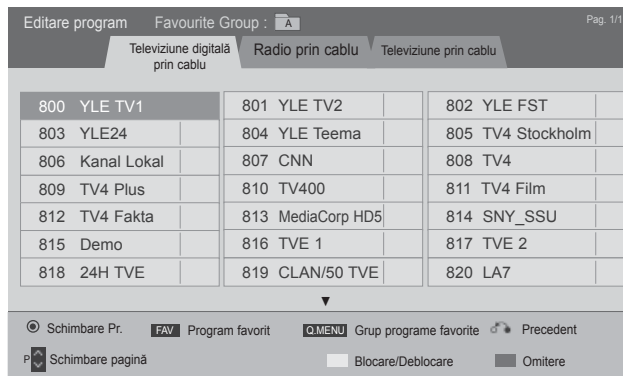 Editare program Favourite Group : A Pag. 1/1
Televiziune digitală prin cablu Radio prin cablu Televiziune prin cablu
800 YLE TV1 801 YLE TV2 802 YLE FST
803 YLE24 804 YLE Teema 805 TV4 Stockholm
806 Kanal Lokal 807 CNN 808 TV4
809 TV4 Plus 810 TV400 811 TV4 Film
812 TV4 Fakta 813 MediaCorp HD5 814 SNY_SSU
815 Demo 816 TVE 1 817 TVE 2
818 24H TVE 819 CLAN/50 TVE 820 LA7
Schimbare Pr. FAV Program favorit Q.MENU Grup programe favorite Precedent
P Schimbare pagină Blocare/Deblocare Omitere